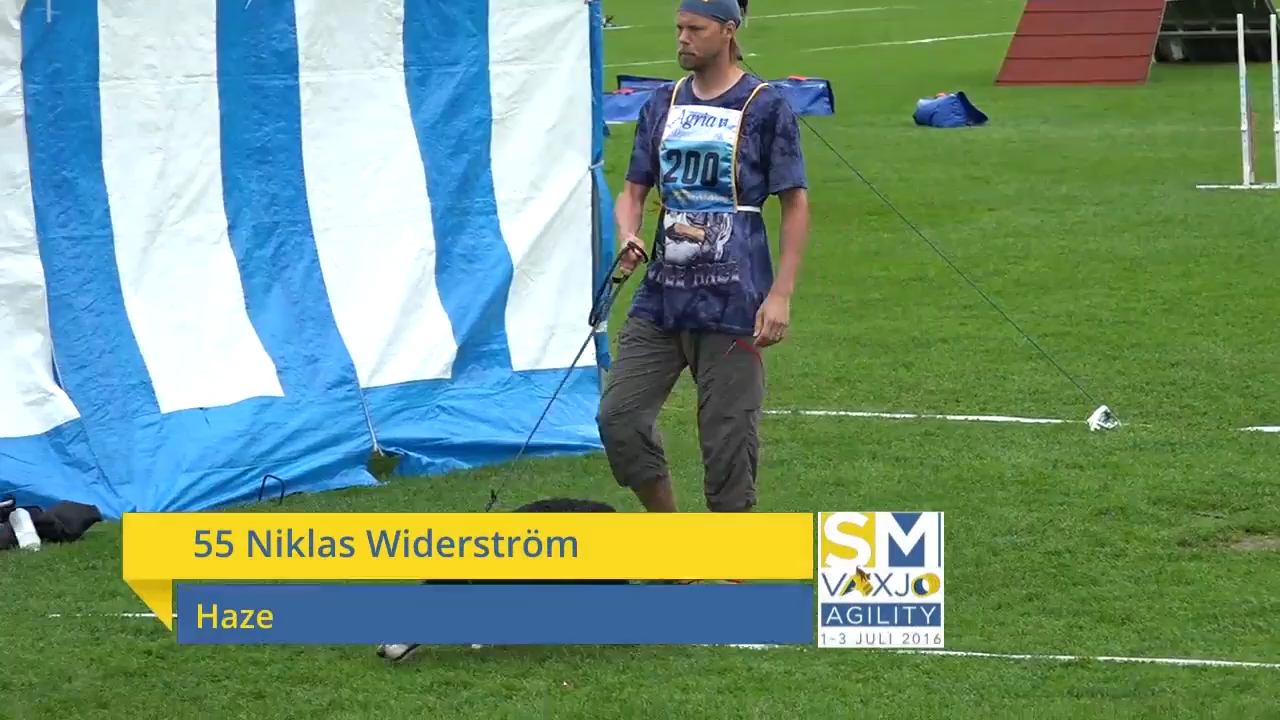 Agria
200
55 Niklas Widerström
Haze
SM
VÄXJÖ
AGILITY
1-3 JULI 2016